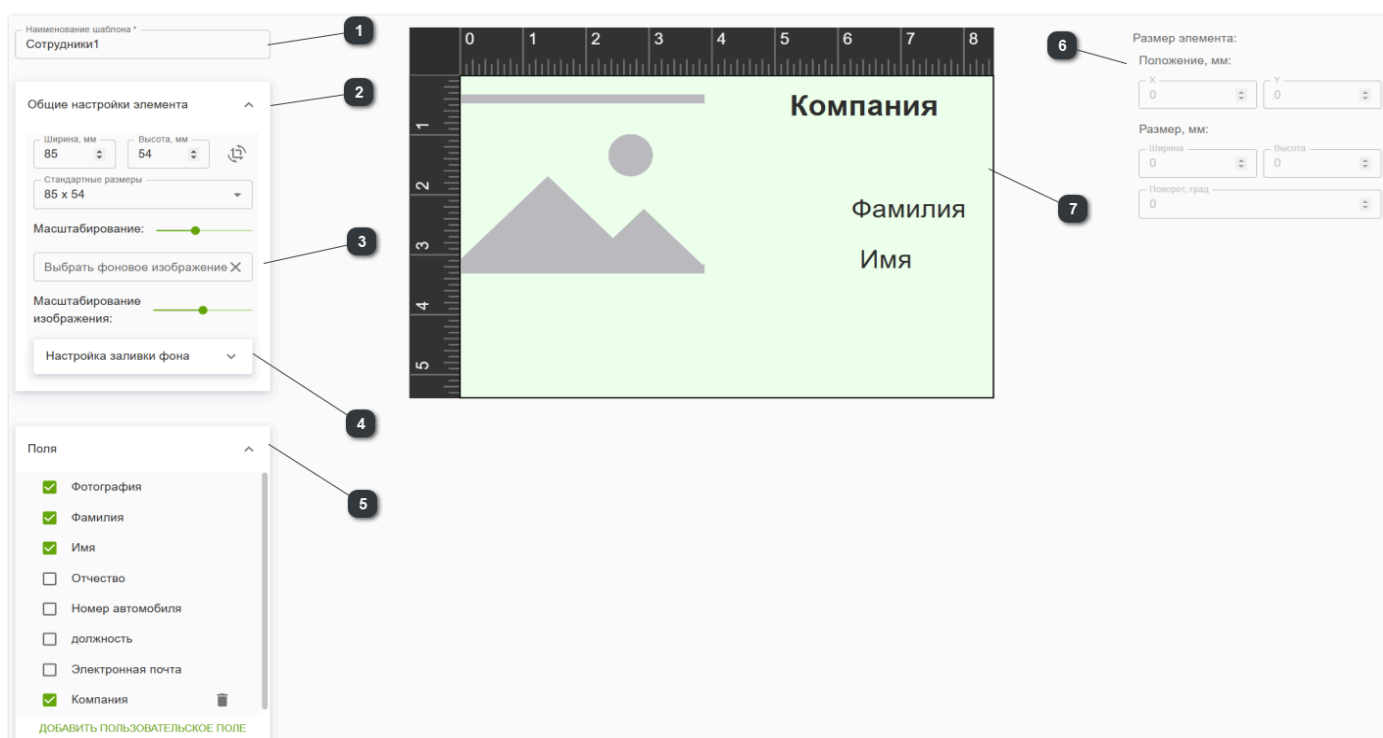 Наименование шаблона *
Сотрудники1
1
Общие настройки элемента
2
Ширина, мм
85
Высота, мм
54
Стандартные размеры
85 x 54
Масштабирование:
Выбрать фоновое изображение
3
Масштабирование
изображения:
Настройка заливки фона
4
Поля
5
Фотография
Фамилия
Имя
Отчество
Номер автомобиля
должность
Электронная почта
Компания
ДОБАВИТЬ ПОЛЬЗОВАТЕЛЬСКОЕ ПОЛЕ
0 1 2 3 4 5 6 7 8
1
2
3
4
5
Компания
Фамилия
Имя
7
6
Размер элемента:
Положение, мм:
X
0
Y
0
Размер, мм:
Ширина
0
Высота
0
Поворот, град
0